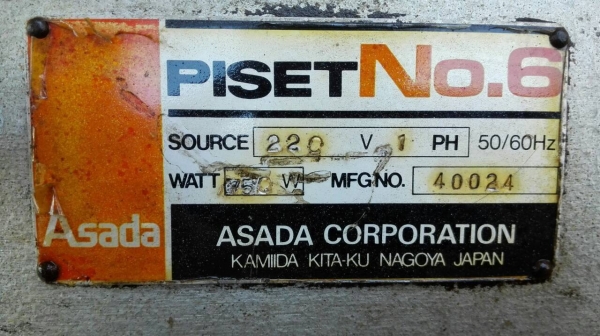 PISET No.6
SOURCE 220 V 1 PH 50/60Hz
WATT 750 W MFG NO. 40024
Asada
ASADA CORPORATION
KAMIIDA KITA-KU NAGOYA JAPAN